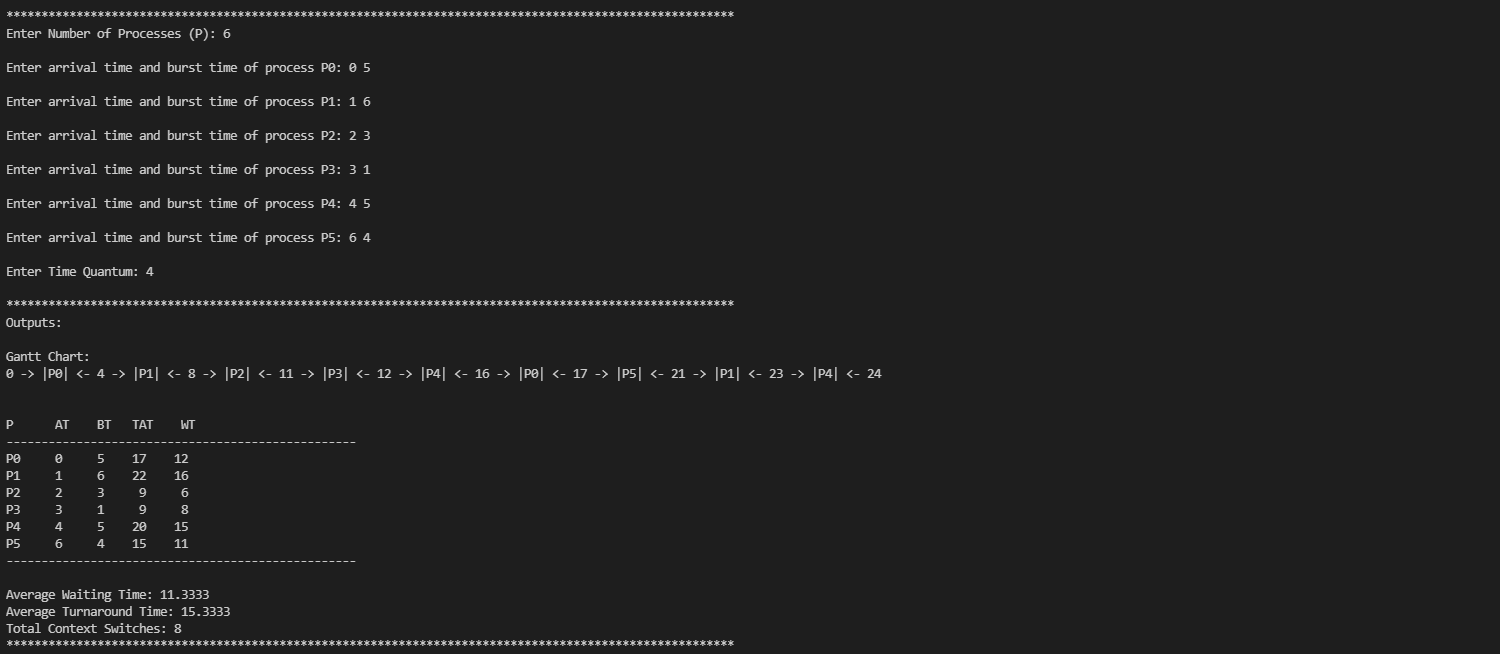 ********************************************************************************************************
Enter Number of Processes (P): 6
Enter arrival time and burst time of process P0: 0 5
Enter arrival time and burst time of process P1: 1 6
Enter arrival time and burst time of process P2: 2 3
Enter arrival time and burst time of process P3: 3 1
Enter arrival time and burst time of process P4: 4 5
Enter arrival time and burst time of process P5: 6 4
Enter Time Quantum: 4
********************************************************************************************************
Outputs:
Gantt Chart:
0 -> |P0| <- 4 -> |P1| <- 8 -> |P2| <- 11 -> |P3| <- 12 -> |P4| <- 16 -> |P0| <- 17 -> |P5| <- 21 -> |P1| <- 23 -> |P4| <- 24
P      AT    BT   TAT    WT
--------------------------------------------------
P0     0     5    17    12
P1     1     6    22    16
P2     2     3     9     6
P3     3     1     9     8
P4     4     5    20    15
P5     6     4    15    11
--------------------------------------------------
Average Waiting Time: 11.3333
Average Turnaround Time: 15.3333
Total Context Switches: 8
********************************************************************************************************